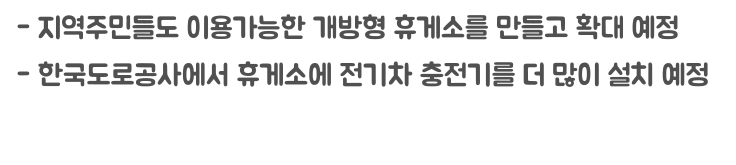 - 지역주민들도 이용가능한 개방형 휴게소를 만들고 확대 예정
- 한국도로공사에서 휴게소에 전기차 충전기를 더 많이 설치 예정